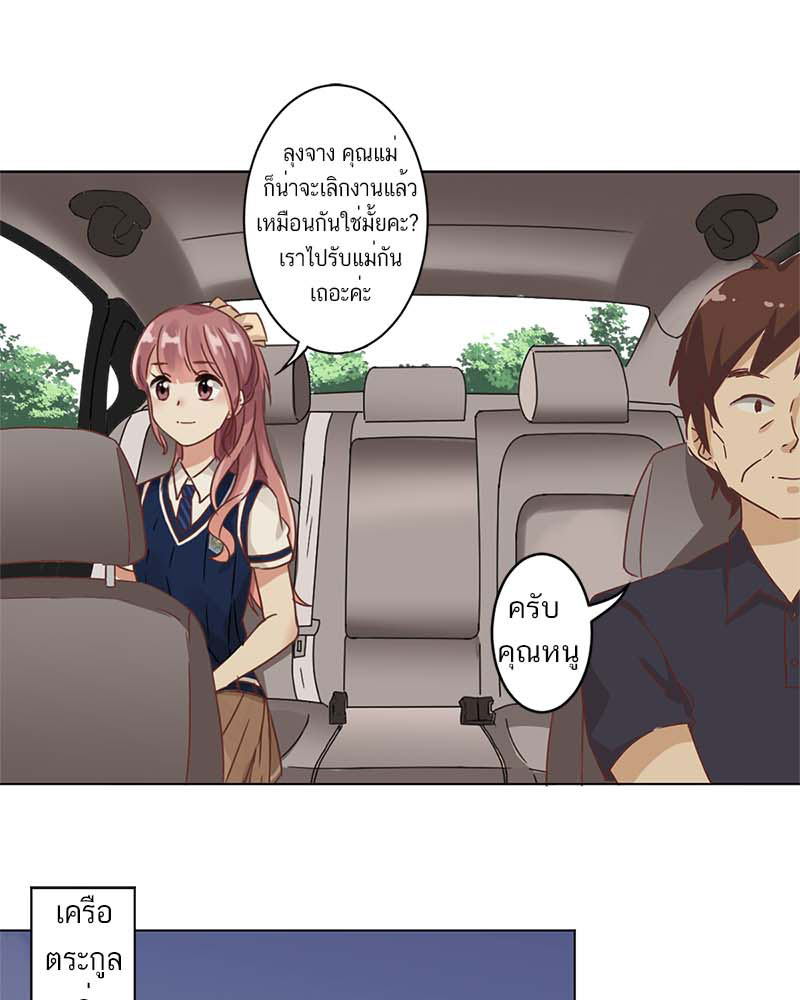 ลุงจาง คุณแม่
ก็น่าจะเลิกงานแล้ว
เหมือนกันใช่มั้ยคะ?
เราไปรับแม่กัน
เถอะค่ะ
ครับ
คุณหนู
เครือ
ตระกูล